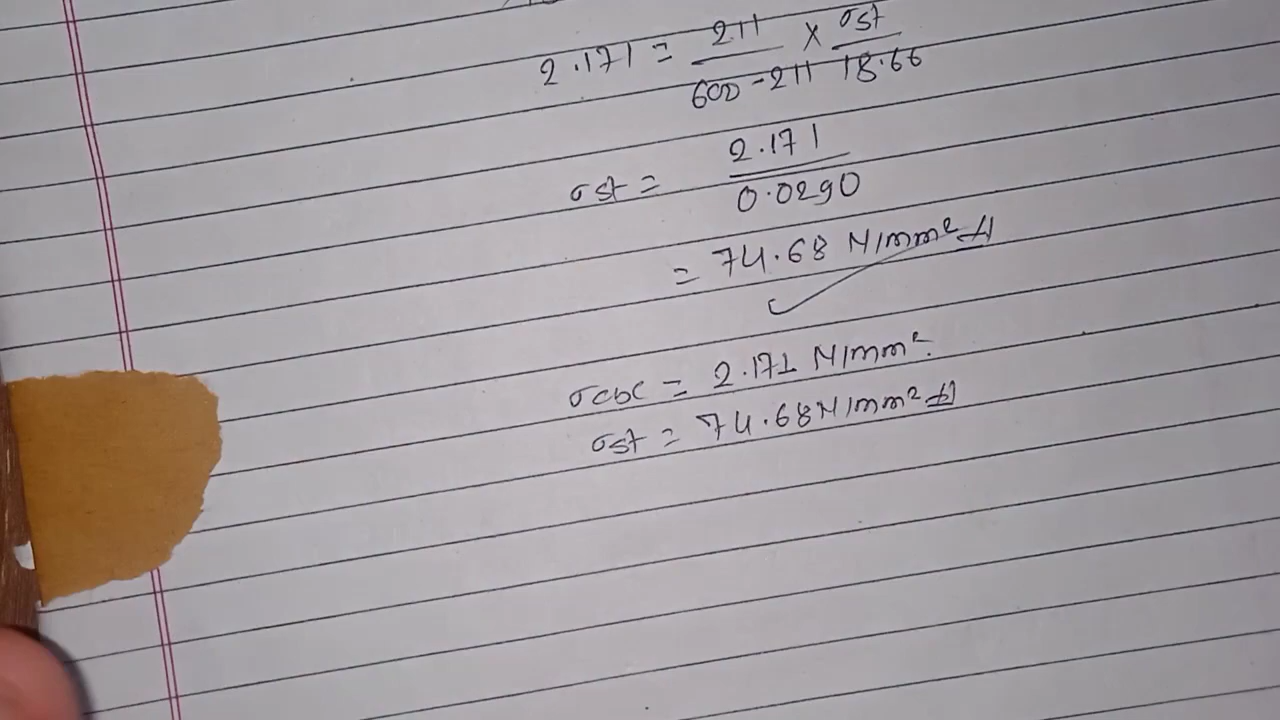 2.171 = 211 / 600 - 211 × σst / 18.66
σst = 2.171 / 0.0290
= 74.68 N/mm²
σcbc = 2.171 N/mm².
σst = 74.68 N/mm²